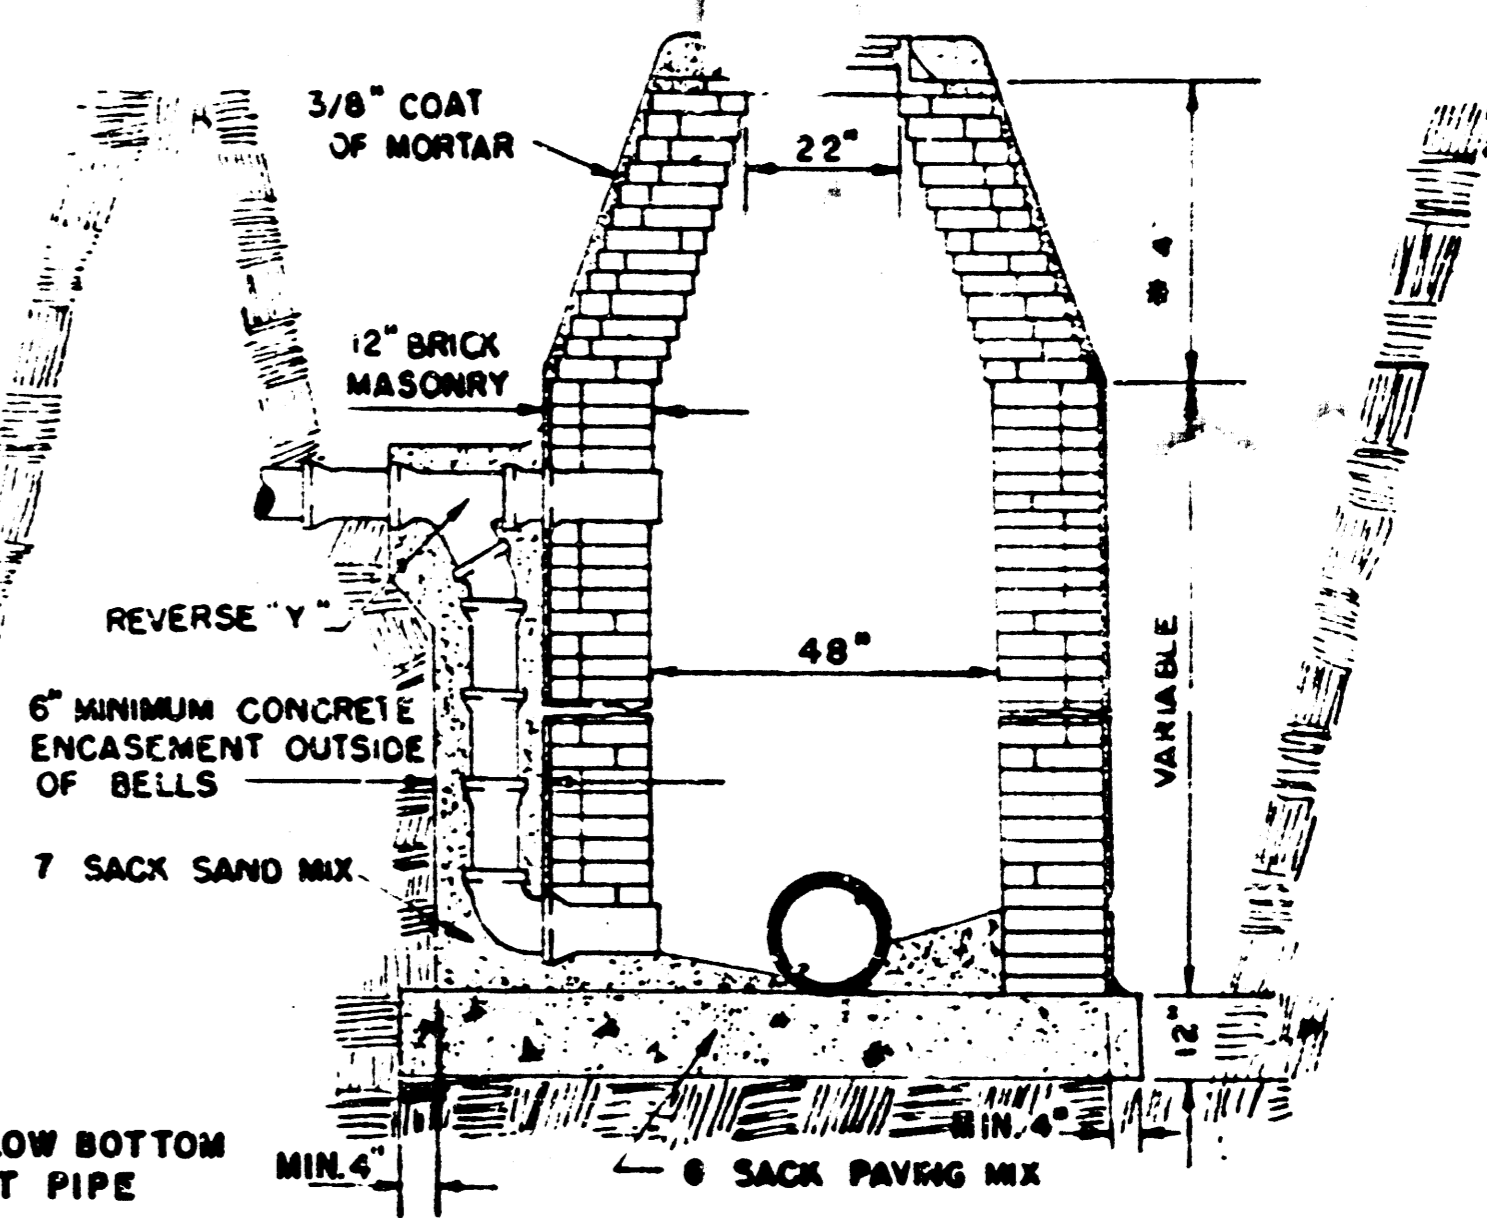 3/8" COAT
OF MORTAR
22"
* 4'
12" BRICK
MASONRY
REVERSE "Y"
48"
6" MINIMUM CONCRETE
ENCASEMENT OUTSIDE
OF BELLS
VARIABLE
7 SACK SAND MIX
12"
LOW BOTTOM
T PIPE
MIN. 4"
MIN. 4"
6 SACK PAVING MIX